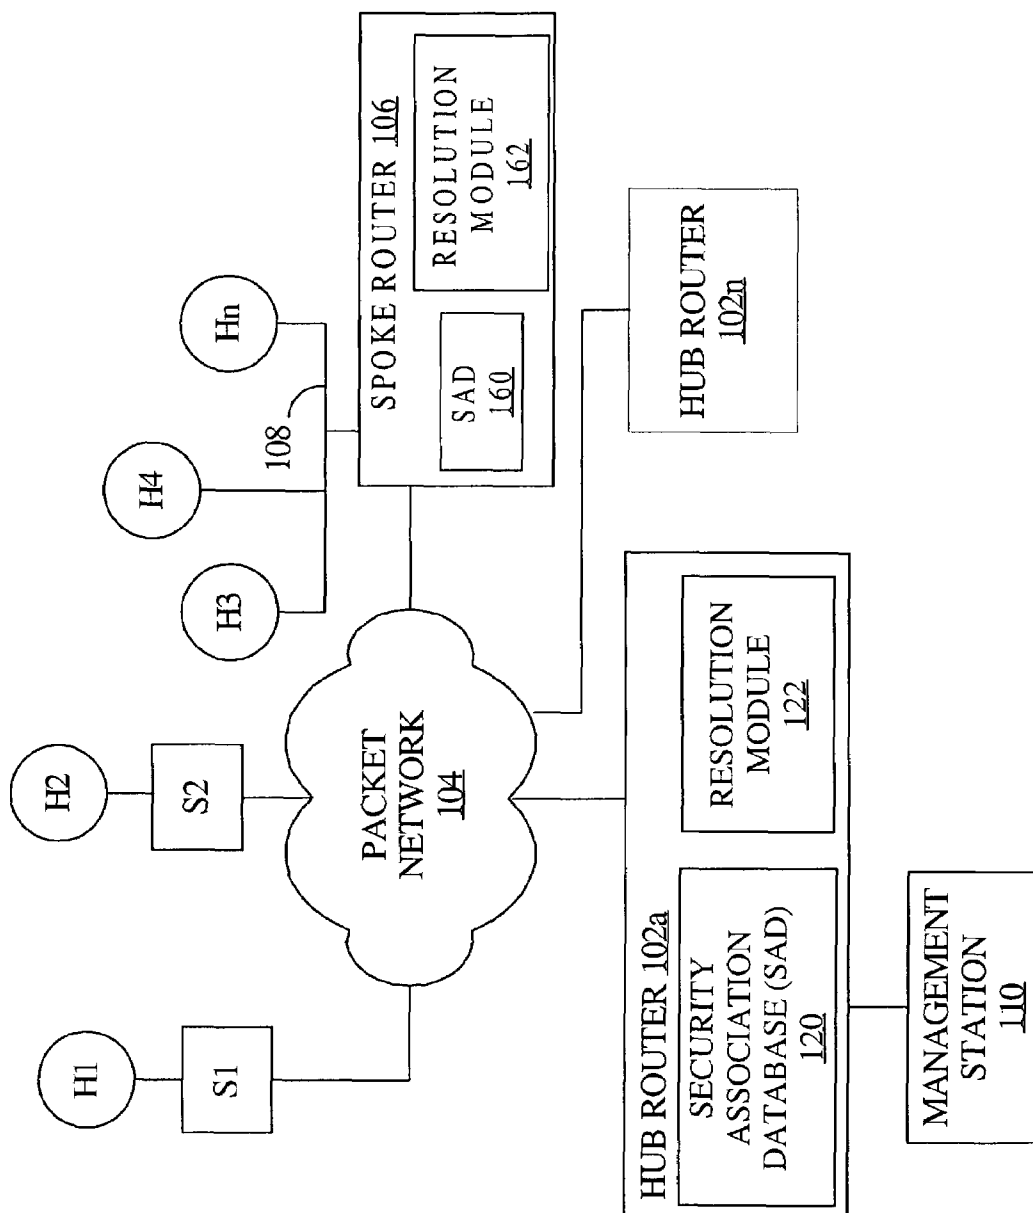 H1
H2
H3
H4
Hn
108
S1
S2
SPOKE ROUTER 106
SAD
160
RESOLUTION
MODULE
162
PACKET
NETWORK
104
HUB ROUTER 102a
SECURITY
ASSOCIATION
DATABASE (SAD)
120
RESOLUTION
MODULE
122
HUB ROUTER
102n
MANAGEMENT
STATION
110